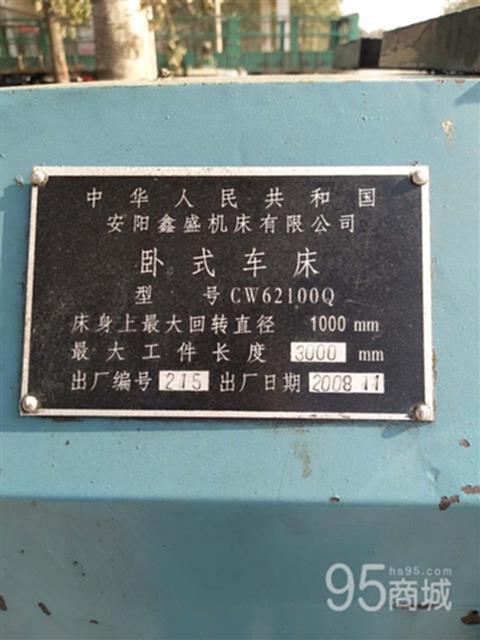 中华人民共和国
安阳鑫盛机床有限公司
卧式车床
型 号 CW62100Q
床身上最大回转直径 1000 mm
最大工件长度 3000 mm
出厂编号 215 出厂日期 2008.11
hs95.com
95商城